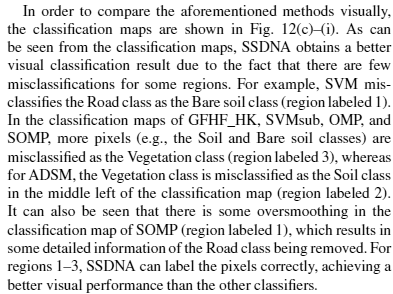 In order to compare the aforementioned methods visually,
the classification maps are shown in Fig. 12(c)–(i). As can
be seen from the classification maps, SSDNA obtains a better
visual classification result due to the fact that there are few
misclassifications for some regions. For example, SVM mis-
classifies the Road class as the Bare soil class (region labeled 1).
In the classification maps of GFHF_HK, SVMsub, OMP, and
SOMP, more pixels (e.g., the Soil and Bare soil classes) are
misclassified as the Vegetation class (region labeled 3), whereas
for ADSM, the Vegetation class is misclassified as the Soil class
in the middle left of the classification map (region labeled 2).
It can also be seen that there is some oversmoothing in the
classification map of SOMP (region labeled 1), which results in
some detailed information of the Road class being removed. For
regions 1–3, SSDNA can label the pixels correctly, achieving a
better visual performance than the other classifiers.